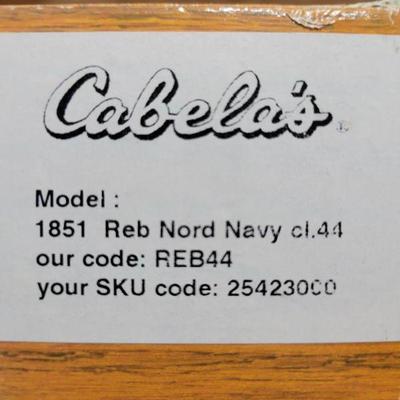 Cabela's®
Model :
1851 Reb Nord Navy cl.44
our code: REB44
your SKU code: 25423000